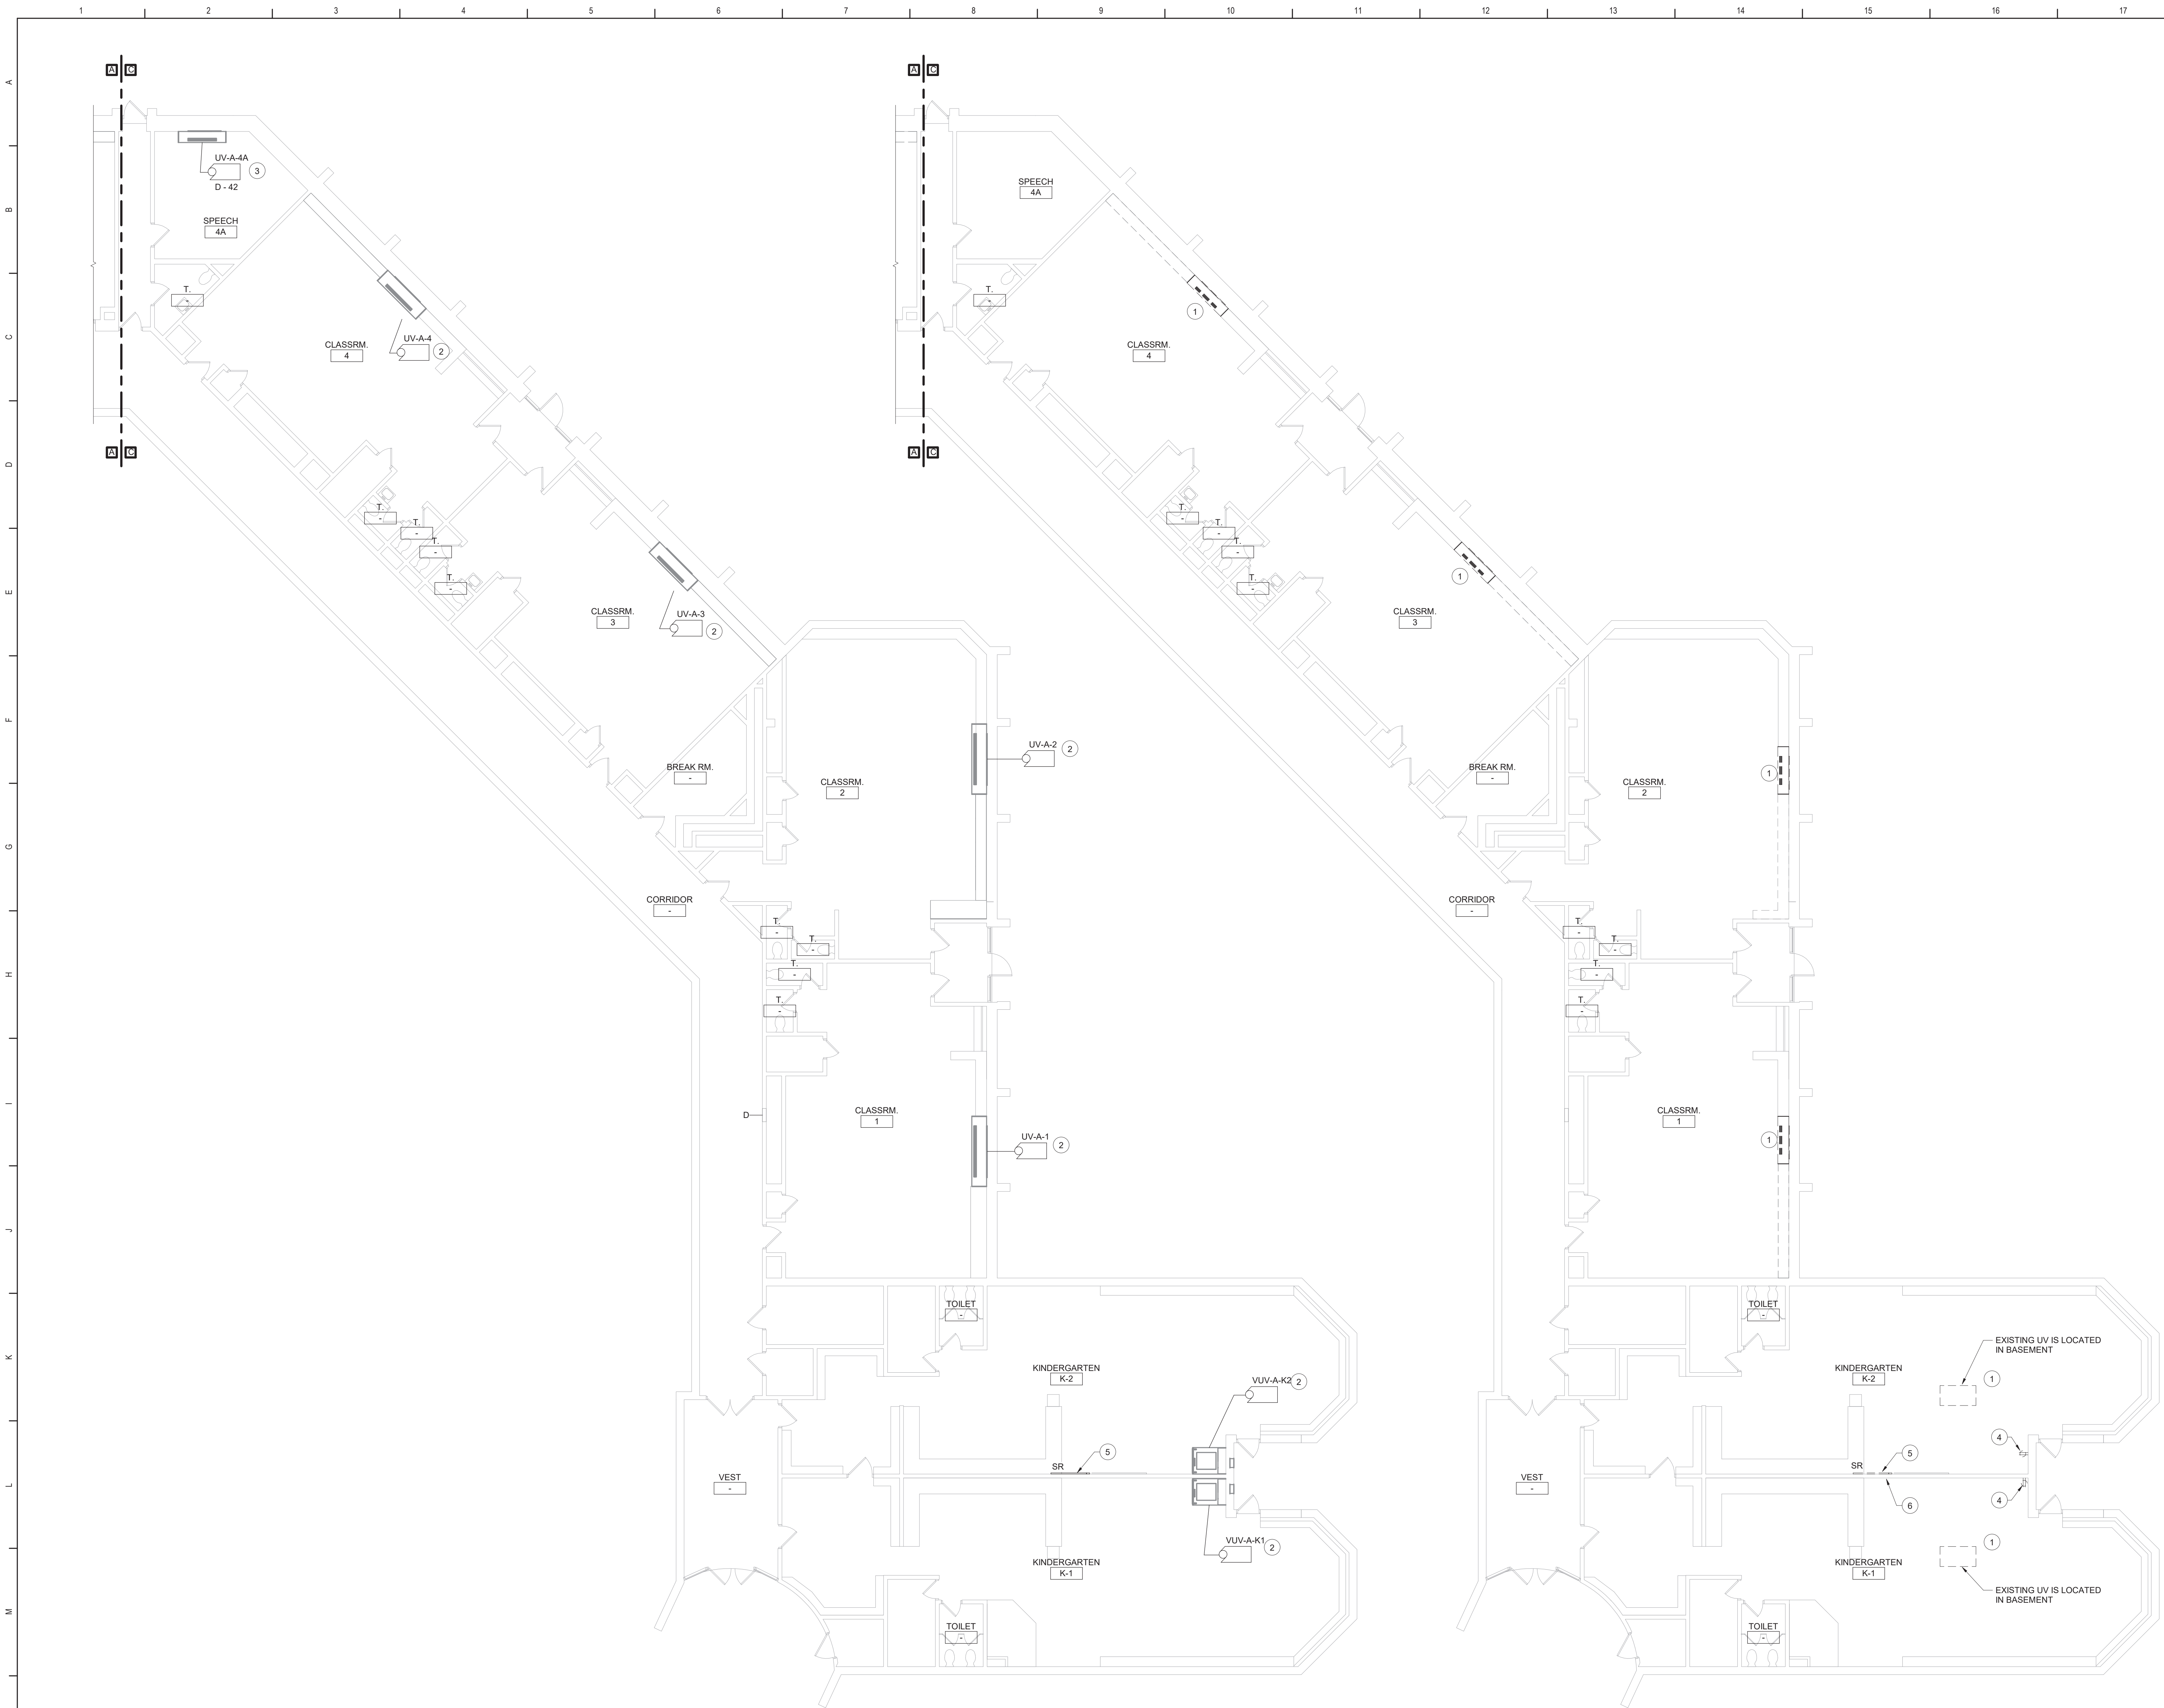 1 2 3 4 5 6 7 8 9 10 11 12 13 14 15 16 17
A
B
C
D
E
F
G
H
I
J
K
L
M
A C
UV-A-4A
3
D - 42
SPEECH
4A
T.
-
CLASSRM.
4
UV-A-4
2
A C
T.
-
T.
-
T.
-
T.
-
CLASSRM.
3
UV-A-3
2
BREAK RM.
-
CLASSRM.
2
UV-A-2
2
CORRIDOR
-
T.
-
T.
-
T.
-
T.
-
D
CLASSRM.
1
UV-A-1
2
TOILET
-
KINDERGARTEN
K-2
VUV-A-K2
2
5
SR
VEST
-
VUV-A-K1
2
KINDERGARTEN
K-1
TOILET
-
A C
SPEECH
4A
T.
-
1
CLASSRM.
4
A C
T.
-
T.
-
T.
-
T.
-
1
CLASSRM.
3
BREAK RM.
-
CLASSRM.
2
1
CORRIDOR
-
T.
-
T.
-
T.
-
T.
-
CLASSRM.
1
1
TOILET
-
EXISTING UV IS LOCATED
IN BASEMENT
KINDERGARTEN
K-2
1
4
5
SR
VEST
-
6
4
1
KINDERGARTEN
K-1
EXISTING UV IS LOCATED
IN BASEMENT
TOILET
-